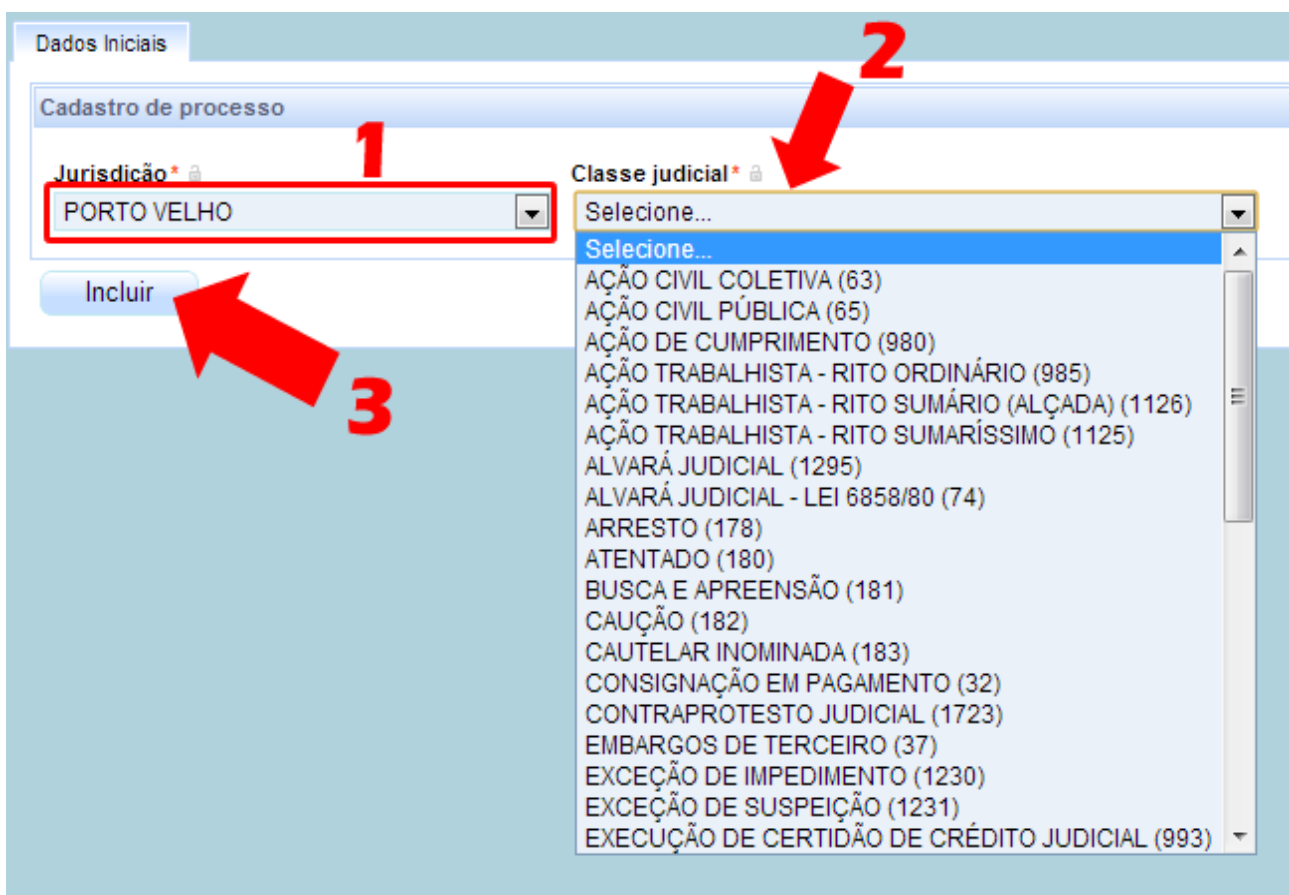 Dados Iniciais
2
Cadastro de processo
1
Jurisdição* Classe judicial*
PORTO VELHO Selecione...
Selecione...
Incluir
AÇÃO CIVIL COLETIVA (63)
AÇÃO CIVIL PÚBLICA (65)
AÇÃO DE CUMPRIMENTO (980)
AÇÃO TRABALHISTA - RITO ORDINÁRIO (985)
3
AÇÃO TRABALHISTA - RITO SUMÁRIO (ALÇADA) (1126)
AÇÃO TRABALHISTA - RITO SUMARÍSSIMO (1125)
ALVARÁ JUDICIAL (1295)
ALVARÁ JUDICIAL - LEI 6858/80 (74)
ARRESTO (178)
ATENTADO (180)
BUSCA E APREENSÃO (181)
CAUÇÃO (182)
CAUTELAR INOMINADA (183)
CONSIGNAÇÃO EM PAGAMENTO (32)
CONTRAPROTESTO JUDICIAL (1723)
EMBARGOS DE TERCEIRO (37)
EXCEÇÃO DE IMPEDIMENTO (1230)
EXCEÇÃO DE SUSPEIÇÃO (1231)
EXECUÇÃO DE CERTIDÃO DE CRÉDITO JUDICIAL (993)